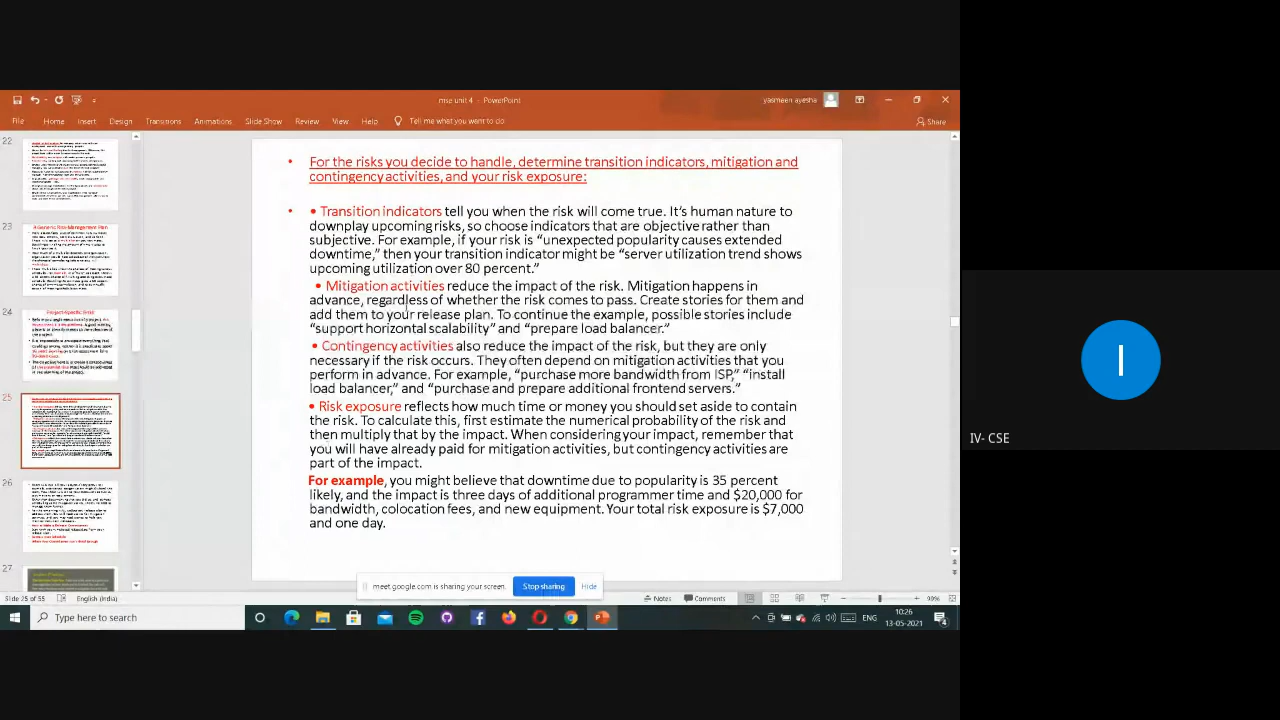 mse unit 4 - PowerPoint
yasmeen ayesha
File Home Insert Design Transitions Animations Slide Show Review View Help Tell me what you want to do
Share
22
23
A Generic Risk-Management Plan
24
25
26
27
• For the risks you decide to handle, determine transition indicators, mitigation and
contingency activities, and your risk exposure:
• • Transition indicators tell you when the risk will come true. It's human nature to
downplay upcoming risks, so choose indicators that are objective rather than
subjective. For example, if your risk is “unexpected popularity causes extended
downtime,” then your transition indicator might be “server utilization trend shows
upcoming utilization over 80 percent.”
• Mitigation activities reduce the impact of the risk. Mitigation happens in
advance, regardless of whether the risk comes to pass. Create stories for them and
add them to your release plan. To continue the example, possible stories include
“support horizontal scalability” and “prepare load balancer.”
• Contingency activities also reduce the impact of the risk, but they are only
necessary if the risk occurs. They often depend on mitigation activities that you
perform in advance. For example, “purchase more bandwidth from ISP,” “install
load balancer,” and “purchase and prepare additional frontend servers.”
• Risk exposure reflects how much time or money you should set aside to contain
the risk. To calculate this, first estimate the numerical probability of the risk and
then multiply that by the impact. When considering your impact, remember that
you will have already paid for mitigation activities, but contingency activities are
part of the impact.
For example, you might believe that downtime due to popularity is 35 percent
likely, and the impact is three days of additional programmer time and $20,000 for
bandwidth, colocation fees, and new equipment. Your total risk exposure is $7,000
and one day.
meet.google.com is sharing your screen. Stop sharing Hide
Slide 25 of 55 English (India) Notes Comments 99%
Type here to search
ENG
10:26
13-05-2021
4
I
IV- CSE